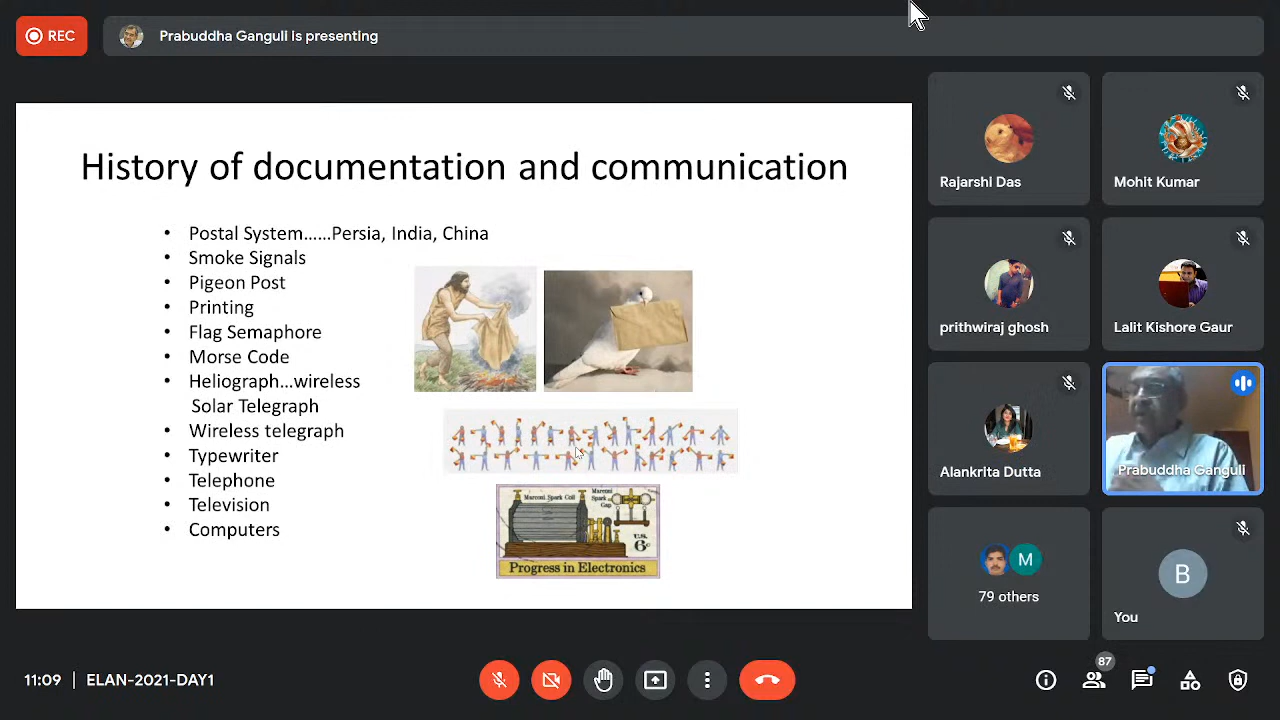 REC
Prabuddha Ganguli is presenting
History of documentation and communication
• Postal System......Persia, India, China
• Smoke Signals
• Pigeon Post
• Printing
• Flag Semaphore
• Morse Code
• Heliograph...wireless
Solar Telegraph
• Wireless telegraph
• Typewriter
• Telephone
• Television
• Computers
Marconi Spark Coil
Marconi
Spark
Gap
U.S.
6c
Progress in Electronics
Rajarshi Das
Mohit Kumar
prithwiraj ghosh
Lalit Kishore Gaur
Alankrita Dutta
Prabuddha Ganguli
M
79 others
B
You
11:09 | ELAN-2021-DAY1
87